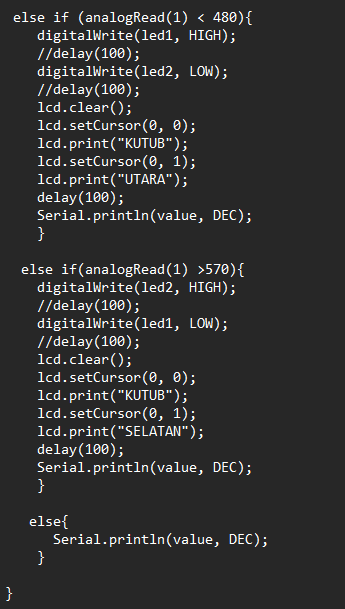 else if (analogRead(1) < 480){
digitalWrite(led1, HIGH);
//delay(100);
digitalWrite(led2, LOW);
//delay(100);
lcd.clear();
lcd.setCursor(0, 0);
lcd.print("KUTUB");
lcd.setCursor(0, 1);
lcd.print("UTARA");
delay(100);
Serial.println(value, DEC);
}
else if(analogRead(1) >570){
digitalWrite(led2, HIGH);
//delay(100);
digitalWrite(led1, LOW);
//delay(100);
lcd.clear();
lcd.setCursor(0, 0);
lcd.print("KUTUB");
lcd.setCursor(0, 1);
lcd.print("SELATAN");
delay(100);
Serial.println(value, DEC);
}
else{
Serial.println(value, DEC);
}
}